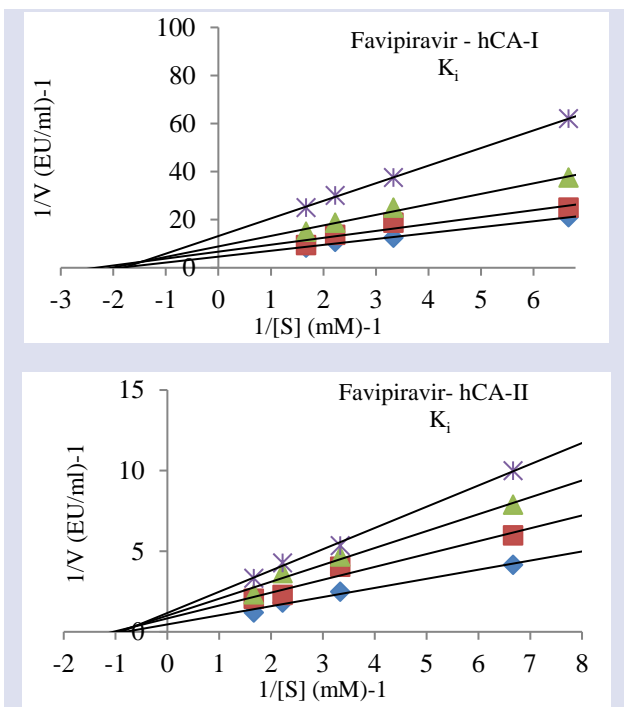 Favipiravir - hCA-I
Ki
1/V (EU/ml)-1
100
80
60
40
20
0
-3 -2 -1 0 1 2 3 4 5 6
1/[S] (mM)-1
Favipiravir- hCA-II
Ki
1/V (EU/ml)-1
15
10
5
0
-2 -1 0 1 2 3 4 5 6 7 8
1/[S] (mM)-1